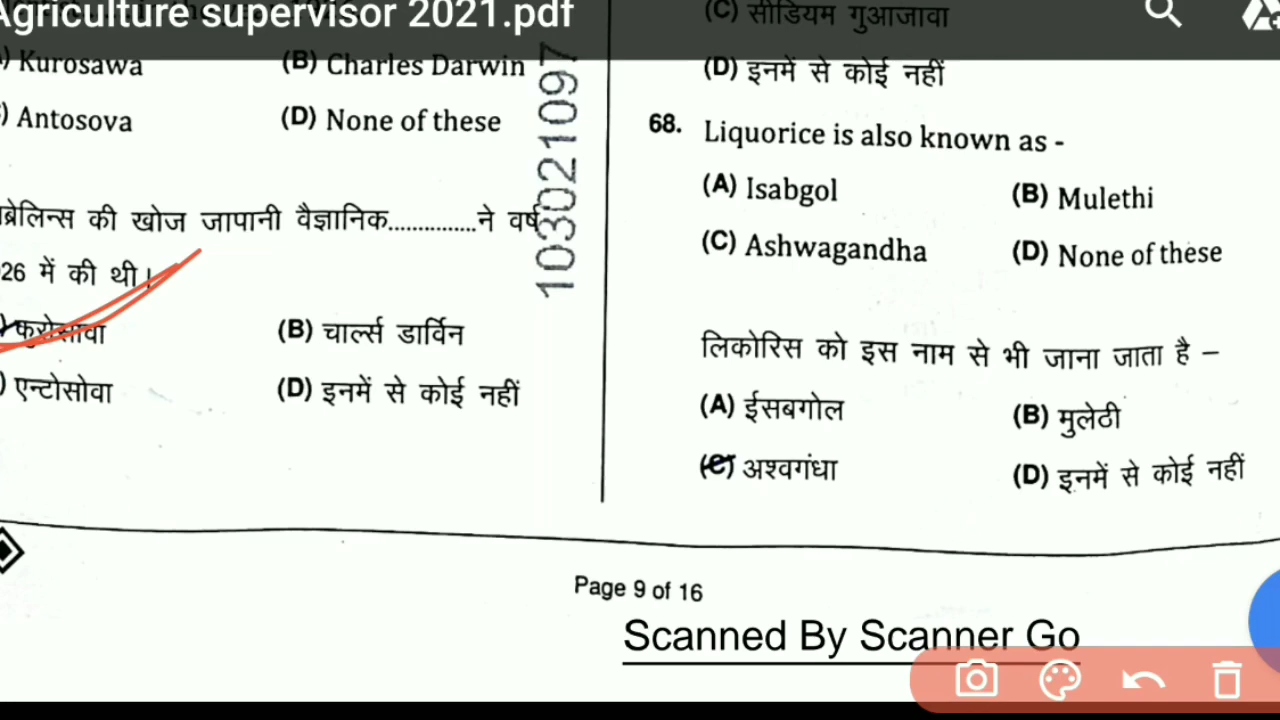 Agriculture supervisor 2021.pdf
) Kurosawa (B) Charles Darwin
) Antosova (D) None of these
ब्रेलिन्स की खोज जापानी वैज्ञानिक...............ने वर्ष
26 में की थी।
कुरोसावा (B) चार्ल्स डार्विन
) एन्टोसोवा (D) इनमें से कोई नहीं
103021097
(C) सीडियम गुआजावा
(D) इनमें से कोई नहीं
68. Liquorice is also known as -
(A) Isabgol (B) Mulethi
(C) Ashwagandha (D) None of these
लिकोरिस को इस नाम से भी जाना जाता है –
(A) ईसबगोल (B) मुलेठी
(C) अश्वगंधा (D) इनमें से कोई नहीं
Page 9 of 16
Scanned By Scanner Go